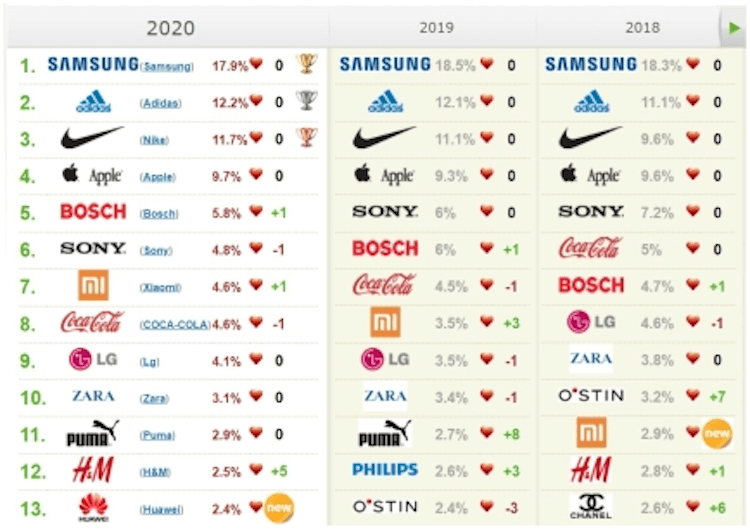 2020 2019 2018
1. SAMSUNG (Samsung) 17.9% 0 SAMSUNG 18.5% 0 SAMSUNG 18.3% 0
2. adidas (Adidas) 12.2% 0 adidas 12.1% 0 adidas 11.1% 0
3. (Nike) 11.7% 0 11.1% 0 9.6% 0
4. Apple (Apple) 9.7% 0 Apple 9.3% 0 Apple 9.6% 0
5. BOSCH (Bosch) 5.8% +1 SONY. 6% 0 SONY. 7.2% 0
6. SONY. (Sony) 4.8% -1 BOSCH 6% +1 Coca-Cola 5% 0
7. MI (Xiaomi) 4.6% +1 Coca-Cola 4.5% -1 BOSCH 4.7% +1
8. Coca-Cola (COCA-COLA) 4.6% -1 MI 3.5% +3 LG 4.6% -1
9. LG (Lg) 4.1% 0 LG 3.5% -1 ZARA 3.8% 0
10. ZARA (Zara) 3.1% 0 ZARA 3.4% -1 O'STIN 3.2% +7
11. PUMA (Puma) 2.9% 0 PUMA 2.7% +8 MI 2.9% new
12. H&M (H&M) 2.5% +5 PHILIPS 2.6% +3 H&M 2.8% +1
13. HUAWEI (Huawei) 2.4% new O'STIN 2.4% -3 CHANEL 2.6% +6